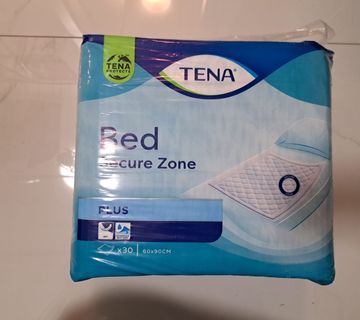 TENA
PROTECTS
TENA
Bed
Secure Zone
PLUS
x30
60x90CM